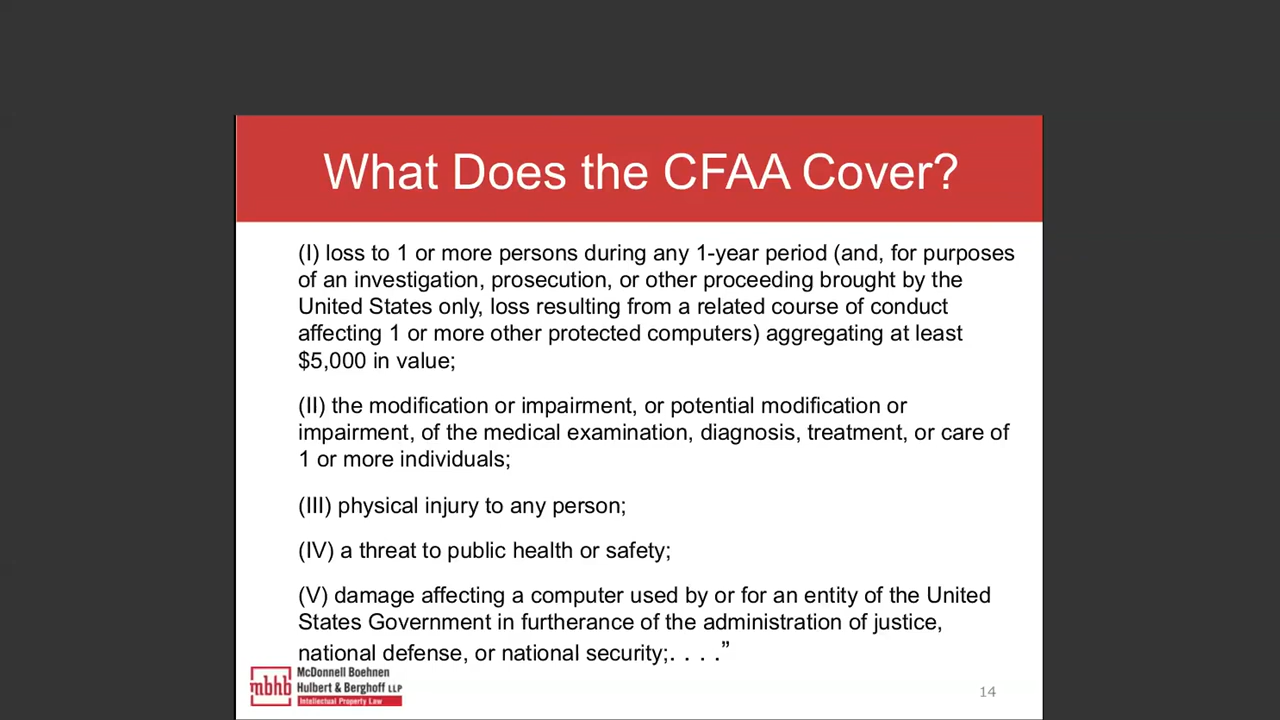 What Does the CFAA Cover?
(I) loss to 1 or more persons during any 1-year period (and, for purposes
of an investigation, prosecution, or other proceeding brought by the
United States only, loss resulting from a related course of conduct
affecting 1 or more other protected computers) aggregating at least
$5,000 in value;
(II) the modification or impairment, or potential modification or
impairment, of the medical examination, diagnosis, treatment, or care of
1 or more individuals;
(III) physical injury to any person;
(IV) a threat to public health or safety;
(V) damage affecting a computer used by or for an entity of the United
States Government in furtherance of the administration of justice,
national defense, or national security;. . . .”
mbhb
McDonnell Boehnen
Hulbert & Berghoff LLP
Intellectual Property Law
14